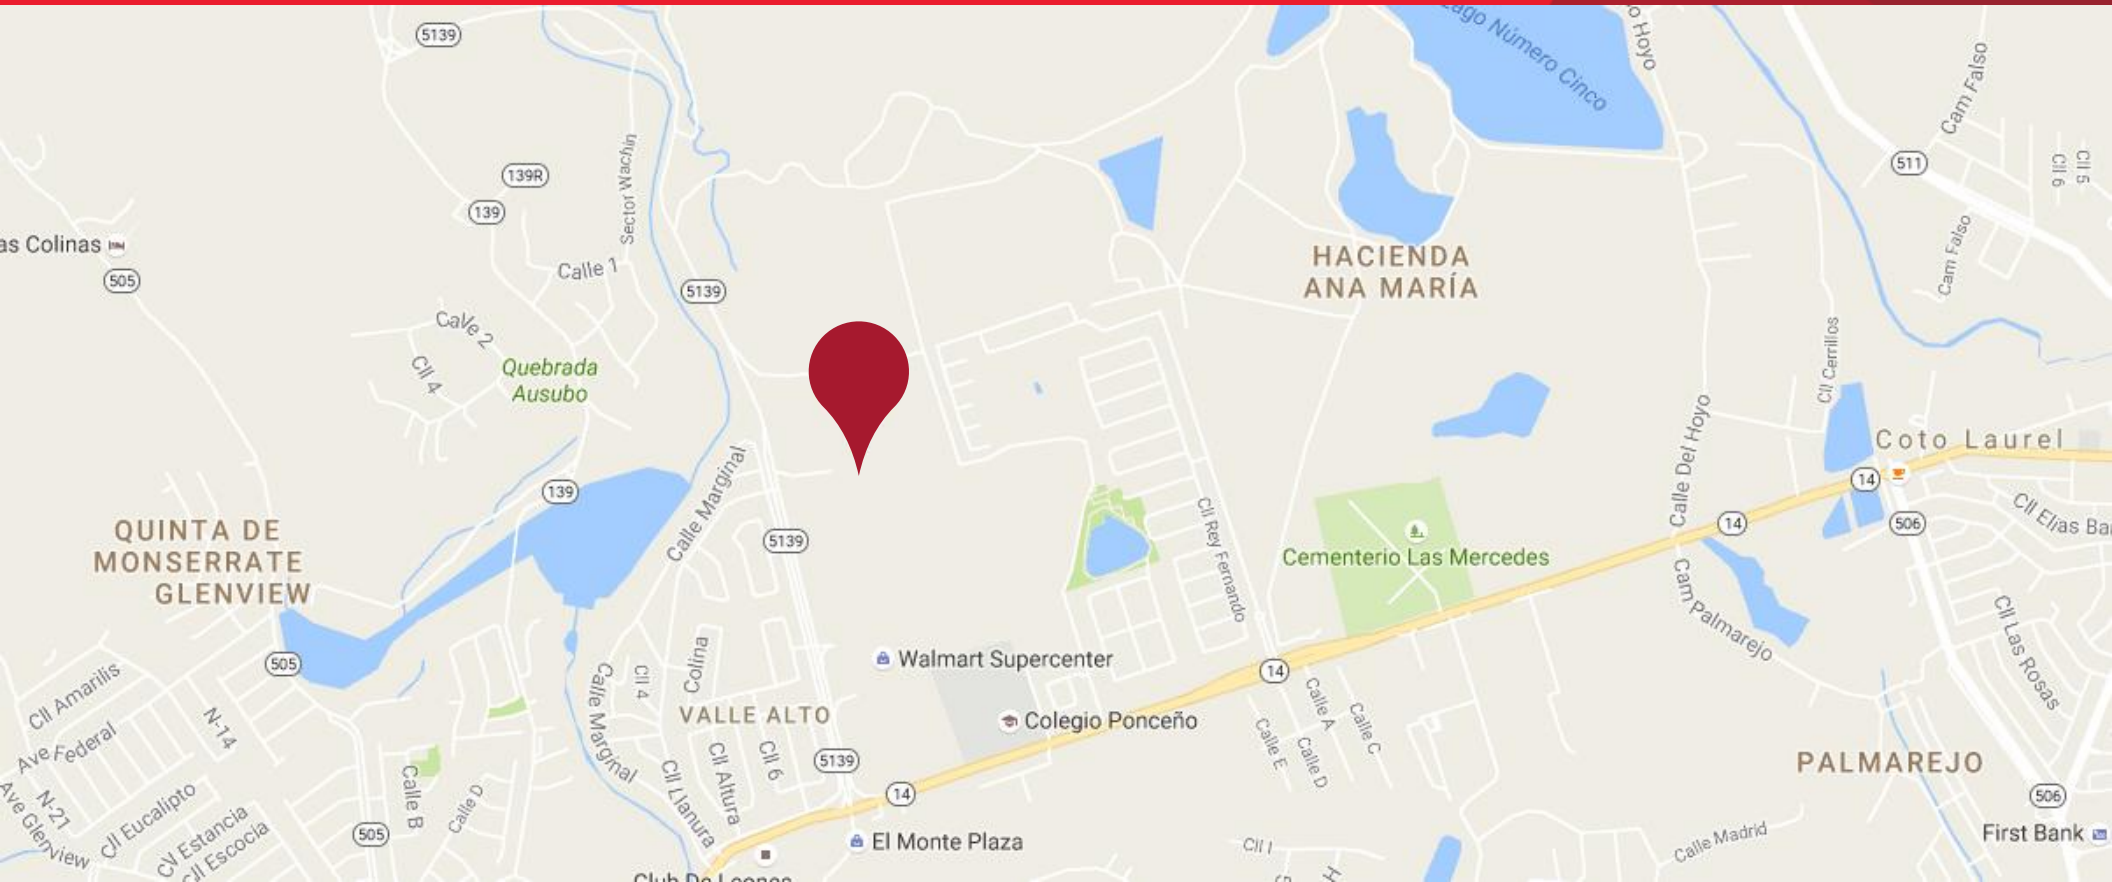 5139
Lago Número Cinco
o Hoyo
Cam Falso
511
Cll 5
Cll 6
139R
139
Sector Wachin
as Colinas
505
Calle 1
5139
HACIENDA
ANA MARÍA
Cam Falso
Calle 2
Cll 4
Quebrada
Ausubo
Cll Cerrillos
Calle Del Hoyo
Coto Laurel
14
139
Calle Marginal
QUINTA DE
MONSERRATE
GLENVIEW
5139
Cll Rey Fernando
Cementerio Las Mercedes
14
506
Cll Elias Ba
Cam Palmarejo
Cll Las Rosas
505
Cll Amarilis
N-14
Ave Federal
Calle Marginal
Cll 4
Colina
Walmart Supercenter
14
VALLE ALTO
Colegio Ponceño
Calle A
Calle C
Calle E
Calle D
Cll 6
Cll Altura
Cll Llanura
5139
PALMAREJO
14
506
N-21
Ave Glenview
Cll Eucalipto
Cll Estancia
Cll Escocia
505
Calle B
Calle D
El Monte Plaza
Cll I
H
Calle Madrid
First Bank
Club De Leones